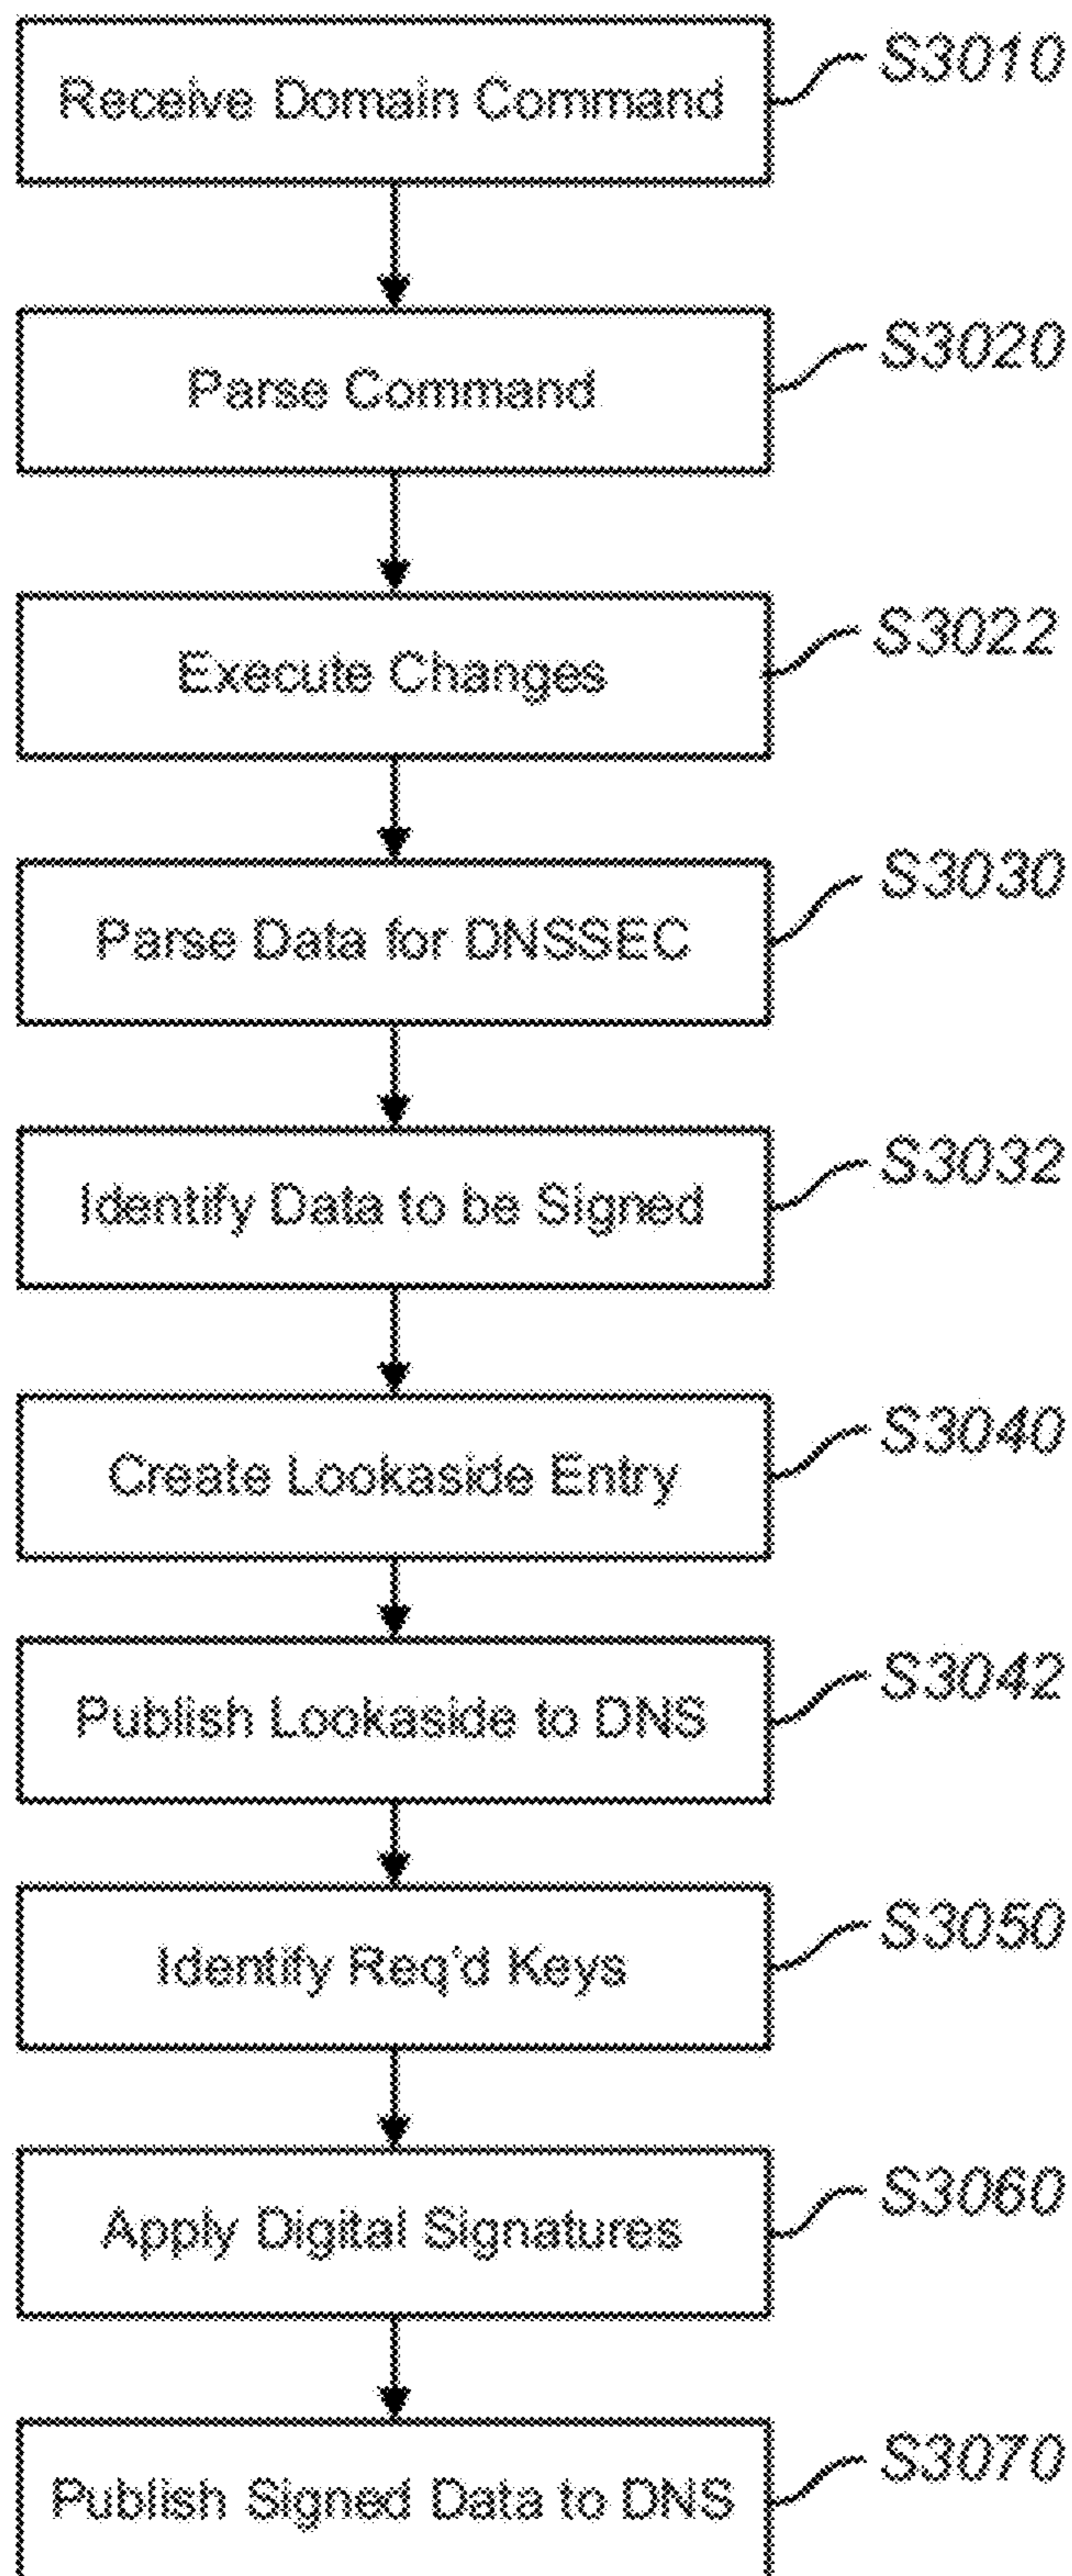 Receive Domain Command
S3010
Parse Command
S3020
Execute Changes
S3022
Parse Data for DNSSEC
S3030
Identify Data to be Signed
S3032
Create Lookaside Entry
S3040
Publish Lookaside to DNS
S3042
Identify Req'd Keys
S3050
Apply Digital Signatures
S3060
Publish Signed Data to DNS
S3070